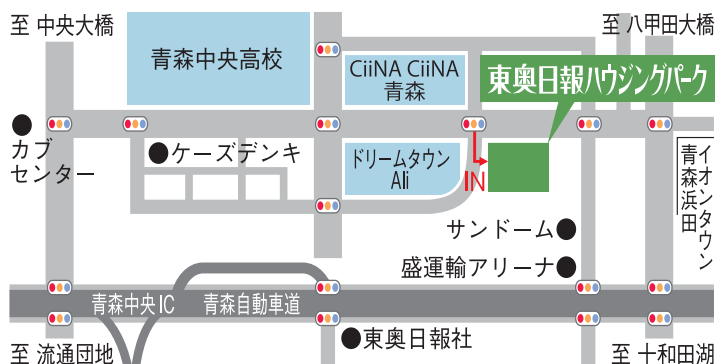 至 中央大橋
至 八甲田大橋
青森中央高校
CiiNA CiiNA
青森
東奥日報ハウジングパーク
カブ
センター
ケーズデンキ
ドリームタウン
Ali
IN
イオンタウン
青森浜田
サンドーム
盛運輸アリーナ
青森中央IC
青森自動車道
東奥日報社
至 流通団地
至 十和田湖